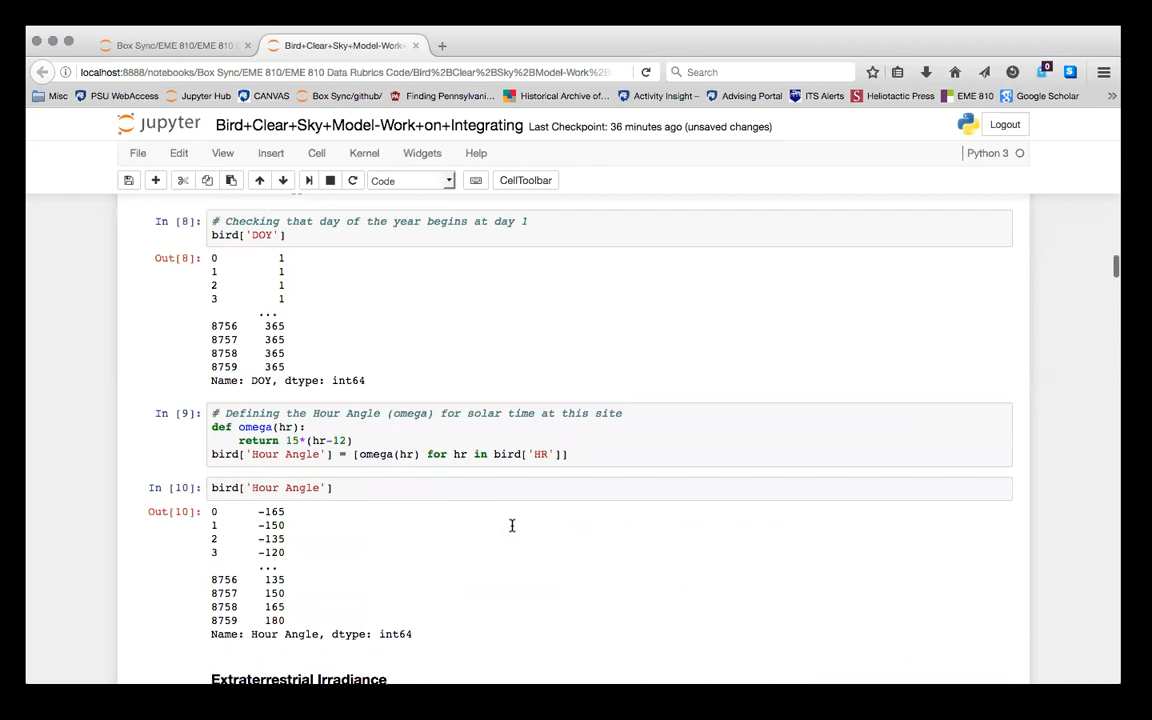 Box Sync/EME 810/EME 810
Bird+Clear+Sky+Model-Work
localhost:8888/notebooks/Box Sync/EME 810/EME 810 Data Rubrics Code/Bird%2BClear%2BSky%2BModel-Work%2B
Search
0
Misc PSU WebAccess Jupyter Hub CANVAS Box Sync/github/ Finding Pennsylvani... Historical Archive of... Activity Insight – Advising Portal ITS Alerts Heliotactic Press EME 810 Google Scholar
jupyter Bird+Clear+Sky+Model-Work+on+Integrating Last Checkpoint: 36 minutes ago (unsaved changes) Logout
File Edit View Insert Cell Kernel Widgets Help Python 3
Code CellToolbar
In [8]: # Checking that day of the year begins at day 1
bird['DOY']
Out[8]: 0 1
1 1
2 1
3 1
...
8756 365
8757 365
8758 365
8759 365
Name: DOY, dtype: int64
In [9]: # Defining the Hour Angle (omega) for solar time at this site
def omega(hr):
return 15*(hr-12)
bird['Hour Angle'] = [omega(hr) for hr in bird['HR']]
In [10]: bird['Hour Angle']
Out[10]: 0 -165
1 -150
2 -135
3 -120
...
8756 135
8757 150
8758 165
8759 180
Name: Hour Angle, dtype: int64
Extraterrestrial Irradiance